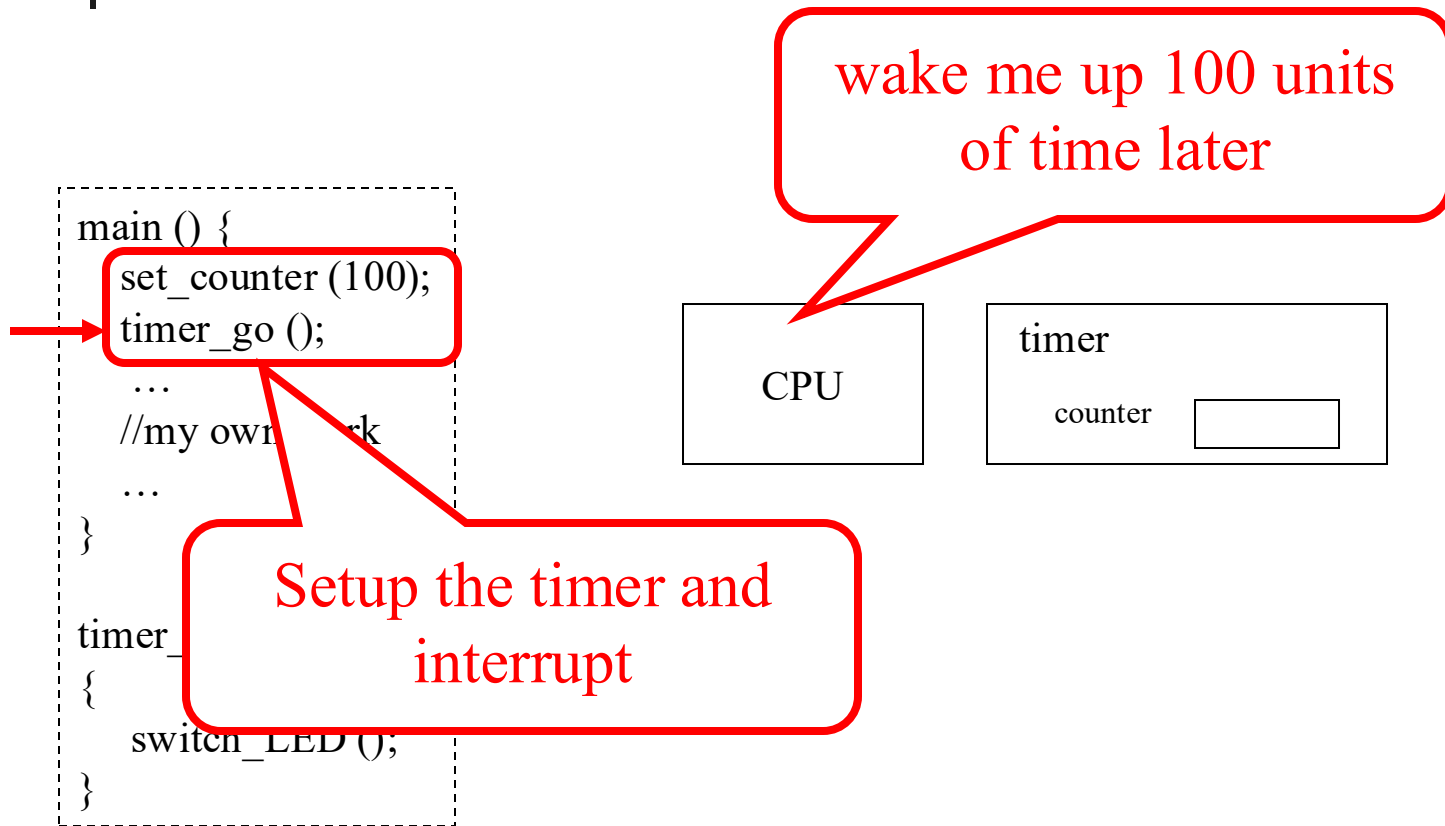 wake me up 100 units
of time later
main () {
set_counter (100);
timer_go ();
…
//my own
…
}
timer_
{
switch_LED ();
}
Setup the timer and
interrupt
CPU
timer
counter